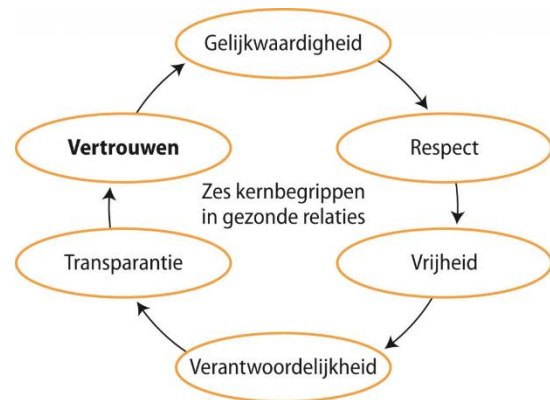 Gelijkwaardigheid
Respect
Vrijheid
Verantwoordelijkheid
Transparantie
Vertrouwen
Zes kernbegrippen
in gezonde relaties